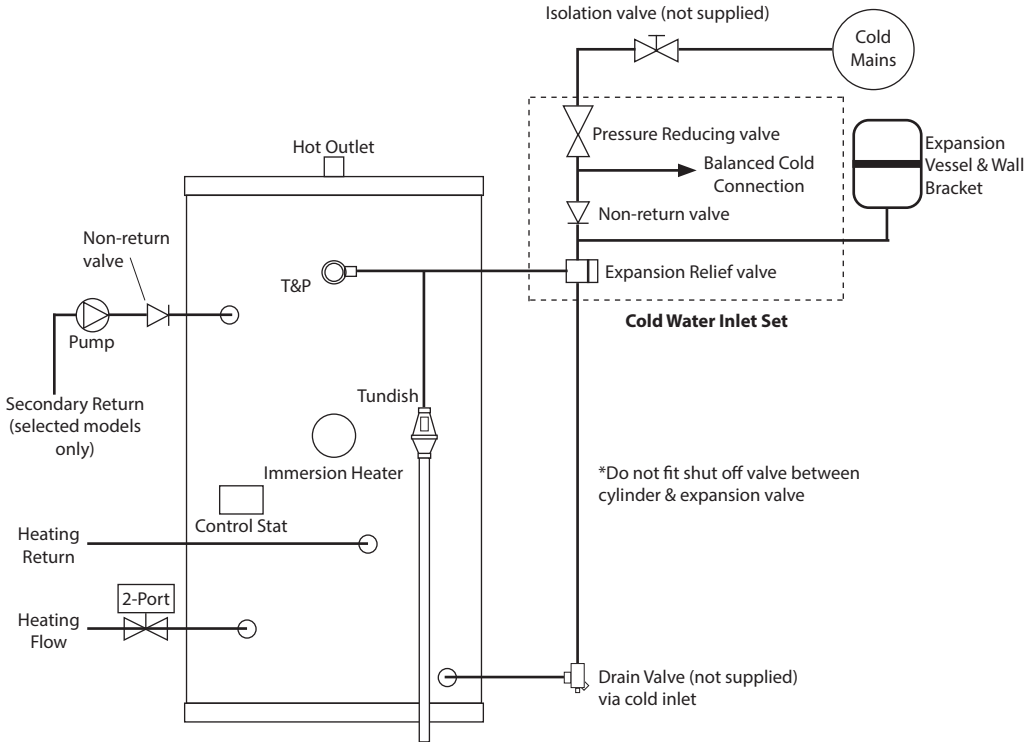 Isolation valve (not supplied)
Cold
Mains
Pressure Reducing valve
Balanced Cold
Connection
Non-return valve
Expansion
Vessel & Wall
Bracket
Expansion Relief valve
Cold Water Inlet Set
Hot Outlet
Non-return
valve
T&P
Pump
Secondary Return
(selected models
only)
Tundish
Immersion Heater
Control Stat
*Do not fit shut off valve between
cylinder & expansion valve
Heating
Return
2-Port
Heating
Flow
Drain Valve (not supplied)
via cold inlet